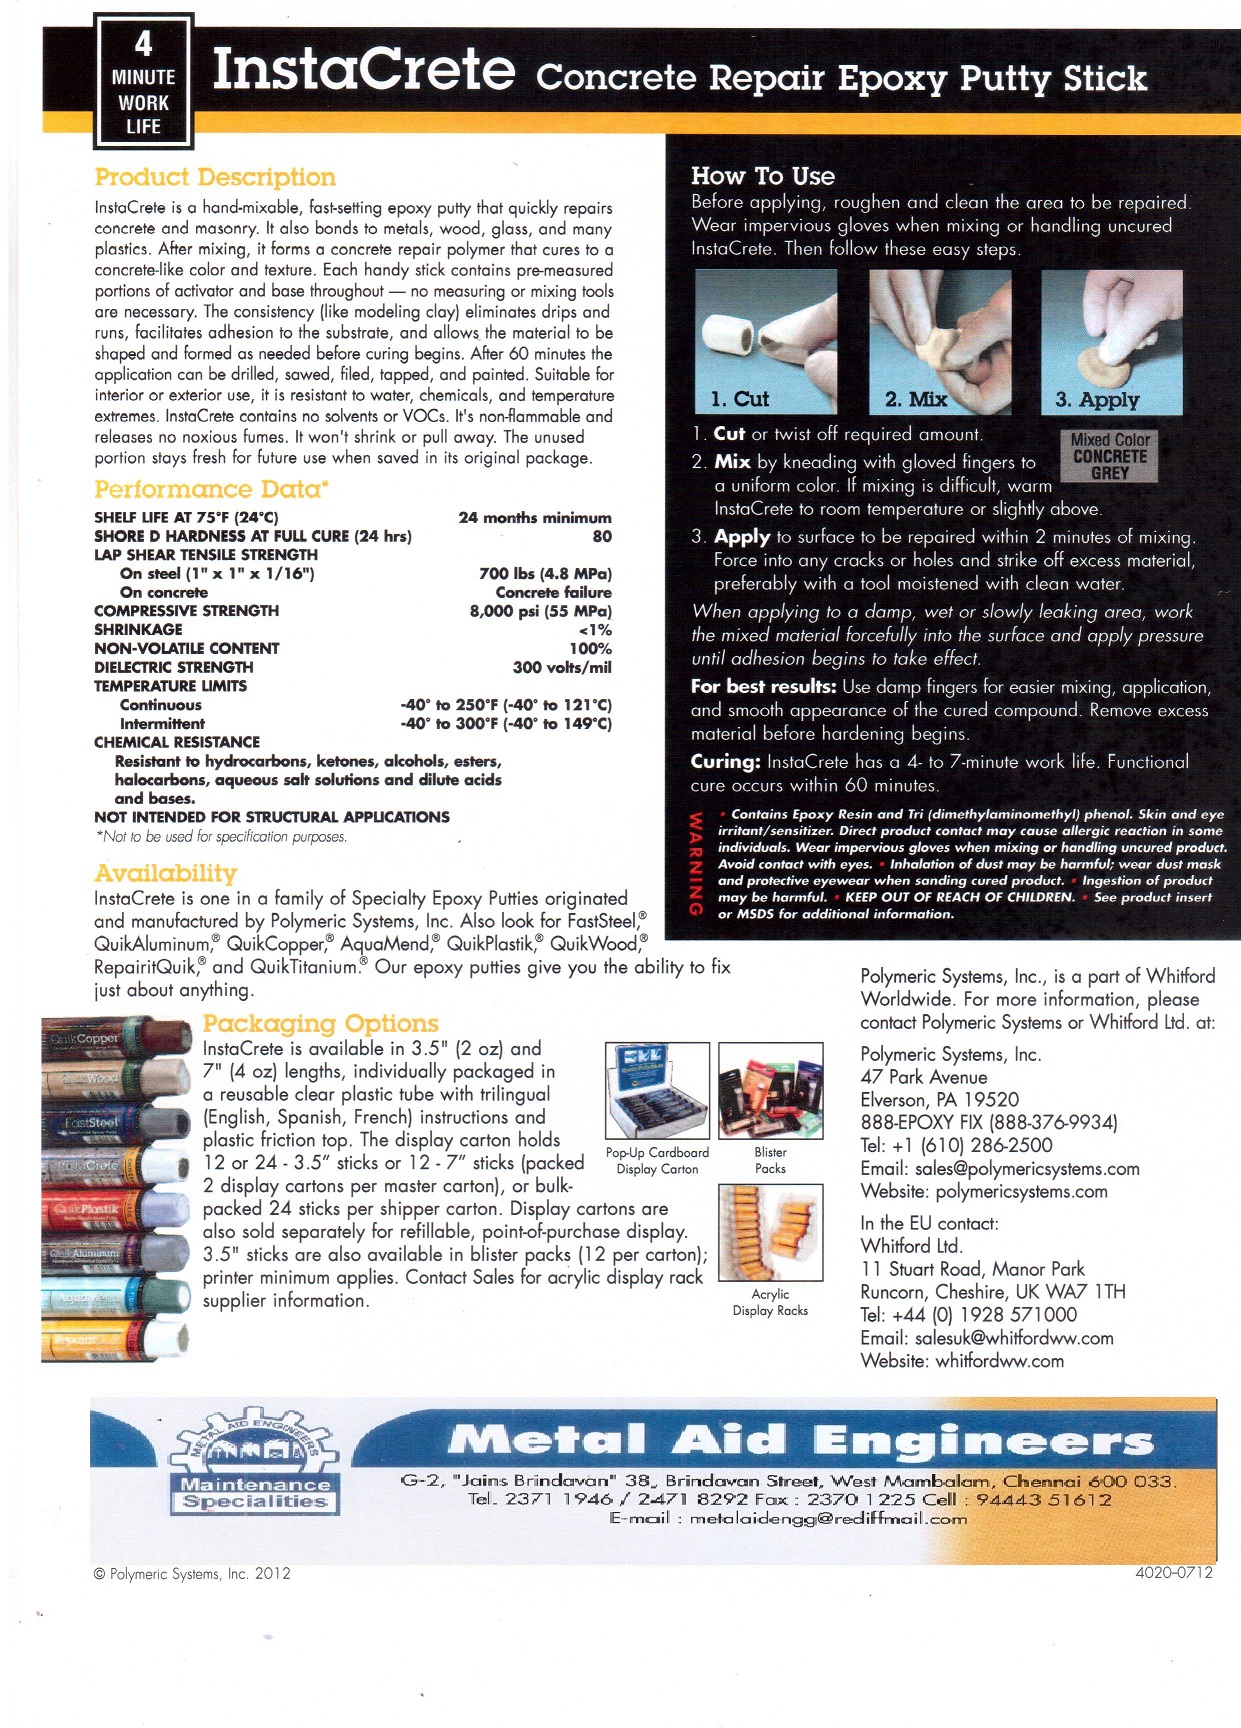 4
MINUTE
WORK
LIFE
InstaCrete Concrete Repair Epoxy Putty Stick
Product Description
InstaCrete is a hand-mixable, fast-setting epoxy putty that quickly repairs
concrete and masonry. It also bonds to metals, wood, glass, and many
plastics. After mixing, it forms a concrete repair polymer that cures to a
concrete-like color and texture. Each handy stick contains pre-measured
portions of activator and base throughout — no measuring or mixing tools
are necessary. The consistency (like modeling clay) eliminates drips and
runs, facilitates adhesion to the substrate, and allows the material to be
shaped and formed as needed before curing begins. After 60 minutes the
application can be drilled, sawed, filed, tapped, and painted. Suitable for
interior or exterior use, it is resistant to water, chemicals, and temperature
extremes. InstaCrete contains no solvents or VOCs. It's non-flammable and
releases no noxious fumes. It won't shrink or pull away. The unused
portion stays fresh for future use when saved in its original package.
Performance Data*
SHELF LIFE AT 75°F (24°C) 24 months minimum
SHORE D HARDNESS AT FULL CURE (24 hrs) 80
LAP SHEAR TENSILE STRENGTH
On steel (1" x 1" x 1/16") 700 lbs (4.8 MPa)
On concrete Concrete failure
COMPRESSIVE STRENGTH 8,000 psi (55 MPa)
SHRINKAGE <1%
NON-VOLATILE CONTENT 100%
DIELECTRIC STRENGTH 300 volts/mil
TEMPERATURE LIMITS
Continuous -40° to 250°F (-40° to 121°C)
Intermittent -40° to 300°F (-40° to 149°C)
CHEMICAL RESISTANCE
Resistant to hydrocarbons, ketones, alcohols, esters,
halocarbons, aqueous salt solutions and dilute acids
and bases.
NOT INTENDED FOR STRUCTURAL APPLICATIONS
*Not to be used for specification purposes.
Availability
InstaCrete is one in a family of Specialty Epoxy Putties originated
and manufactured by Polymeric Systems, Inc. Also look for FastSteel,®
QuikAluminum,® QuikCopper,® AquaMend,® QuikPlastik,® QuikWood,®
RepairitQuik,® and QuikTitanium.® Our epoxy putties give you the ability to fix
just about anything.
Packaging Options
InstaCrete is available in 3.5" (2 oz) and
7" (4 oz) lengths, individually packaged in
a reusable clear plastic tube with trilingual
(English, Spanish, French) instructions and
plastic friction top. The display carton holds
12 or 24 - 3.5" sticks or 12 - 7" sticks (packed
2 display cartons per master carton), or bulk-
packed 24 sticks per shipper carton. Display cartons are
also sold separately for refillable, point-of-purchase display.
3.5" sticks are also available in blister packs (12 per carton);
printer minimum applies. Contact Sales for acrylic display rack
supplier information.
QuikCopper
QuikWood
FastSteel
InstaCrete
QuikPlastik
QuikAluminum
AquaMend
Pop-Up Cardboard
Display Carton
Blister
Packs
Acrylic
Display Racks
How To Use
Before applying, roughen and clean the area to be repaired.
Wear impervious gloves when mixing or handling uncured
InstaCrete. Then follow these easy steps.
1. Cut
2. Mix
3. Apply
1. Cut or twist off required amount.
Mixed Color
CONCRETE
GREY
2. Mix by kneading with gloved fingers to
a uniform color. If mixing is difficult, warm
InstaCrete to room temperature or slightly above.
3. Apply to surface to be repaired within 2 minutes of mixing.
Force into any cracks or holes and strike off excess material,
preferably with a tool moistened with clean water.
When applying to a damp, wet or slowly leaking area, work
the mixed material forcefully into the surface and apply pressure
until adhesion begins to take effect.
For best results: Use damp fingers for easier mixing, application,
and smooth appearance of the cured compound. Remove excess
material before hardening begins.
Curing: InstaCrete has a 4- to 7-minute work life. Functional
cure occurs within 60 minutes.
WARNING
• Contains Epoxy Resin and Tri (dimethylaminomethyl) phenol. Skin and eye
irritant/sensitizer. Direct product contact may cause allergic reaction in some
individuals. Wear impervious gloves when mixing or handling uncured product.
Avoid contact with eyes. • Inhalation of dust may be harmful; wear dust mask
and protective eyewear when sanding cured product. • Ingestion of product
may be harmful. • KEEP OUT OF REACH OF CHILDREN. • See product insert
or MSDS for additional information.
Polymeric Systems, Inc., is a part of Whitford
Worldwide. For more information, please
contact Polymeric Systems or Whitford Ltd. at:
Polymeric Systems, Inc.
47 Park Avenue
Elverson, PA 19520
888-EPOXY FIX (888-376-9934)
Tel: +1 (610) 286-2500
Email: sales@polymericsystems.com
Website: polymericsystems.com
In the EU contact:
Whitford Ltd.
11 Stuart Road, Manor Park
Runcorn, Cheshire, UK WA7 1TH
Tel: +44 (0) 1928 571000
Email: salesuk@whitfordww.com
Website: whitfordww.com
METAL AID ENGINEERS
Maintenance
Specialities
Metal Aid Engineers
G-2, "Jains Brindavan" 38, Brindavan Street, West Mambalam, Chennai 600 033.
Tel. 2371 1946 / 2471 8292 Fax : 2370 1225 Cell : 94443 51612
E-mail : metalaidengg@rediffmail.com
© Polymeric Systems, Inc. 2012
4020-0712